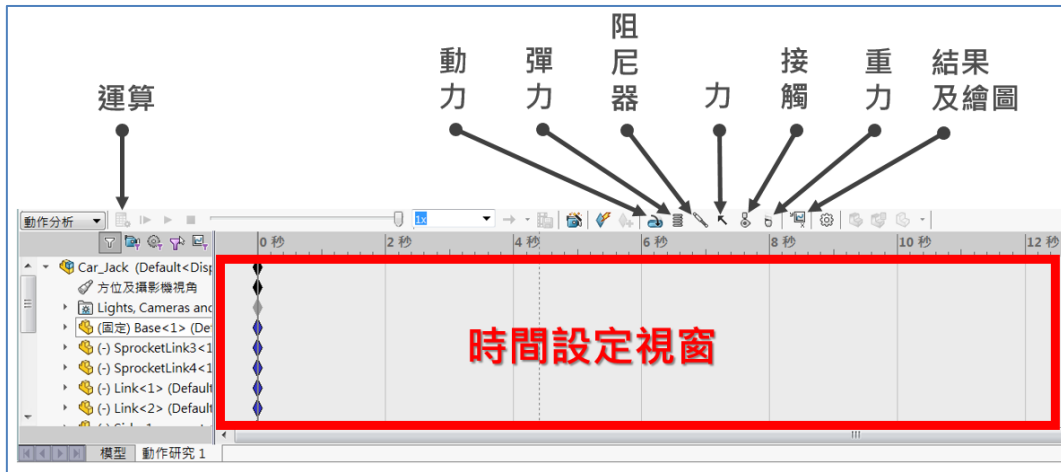 運算
動力
彈力
阻尼器
力
接觸
重力
結果
及繪圖
動作分析
1x
0 秒
2 秒
4 秒
6 秒
8 秒
10 秒
12 秒
Car_Jack (Default<Disp
方位及攝影機視角
Lights, Cameras and
(固定) Base<1> (De
(-) SprocketLink3<1
(-) SprocketLink4<1
(-) Link<1> (Default
(-) Link<2> (Default
時間設定視窗
模型
動作研究 1